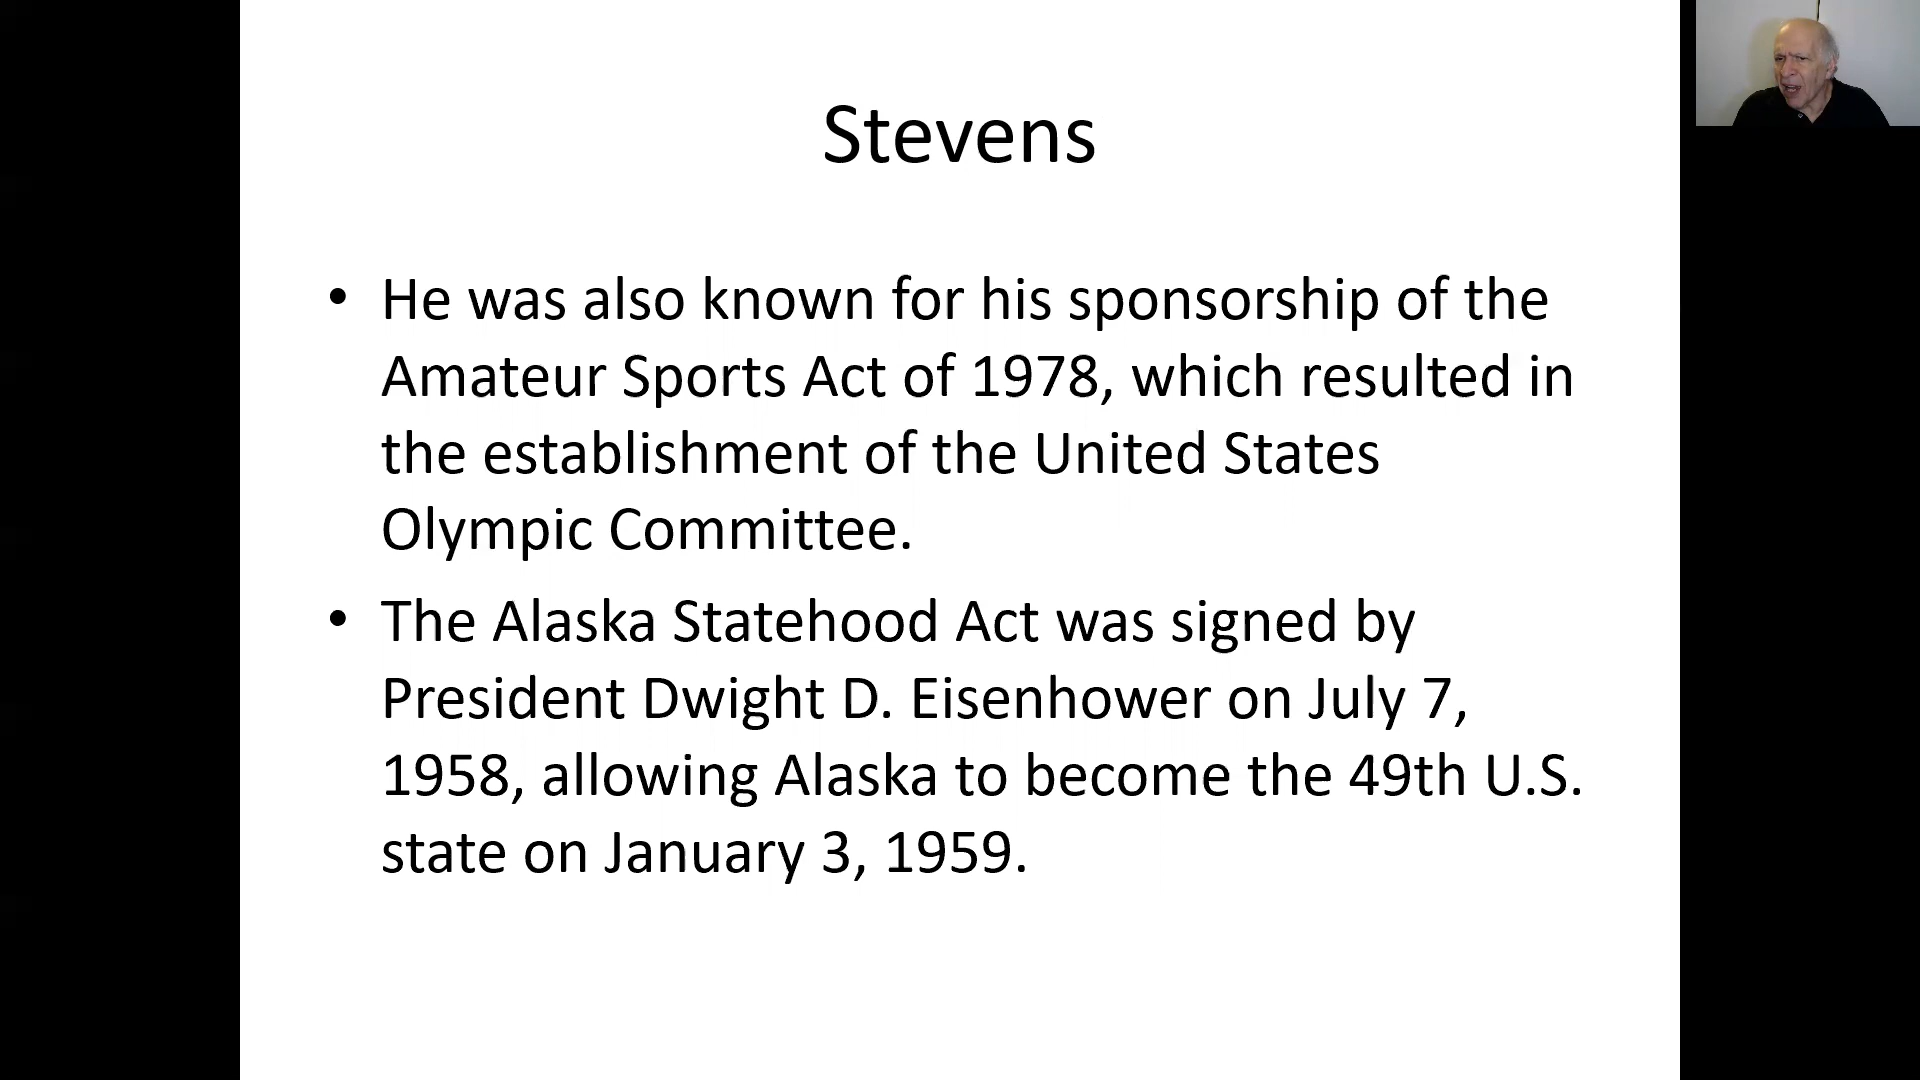 Stevens
• He was also known for his sponsorship of the
Amateur Sports Act of 1978, which resulted in
the establishment of the United States
Olympic Committee.
• The Alaska Statehood Act was signed by
President Dwight D. Eisenhower on July 7,
1958, allowing Alaska to become the 49th U.S.
state on January 3, 1959.